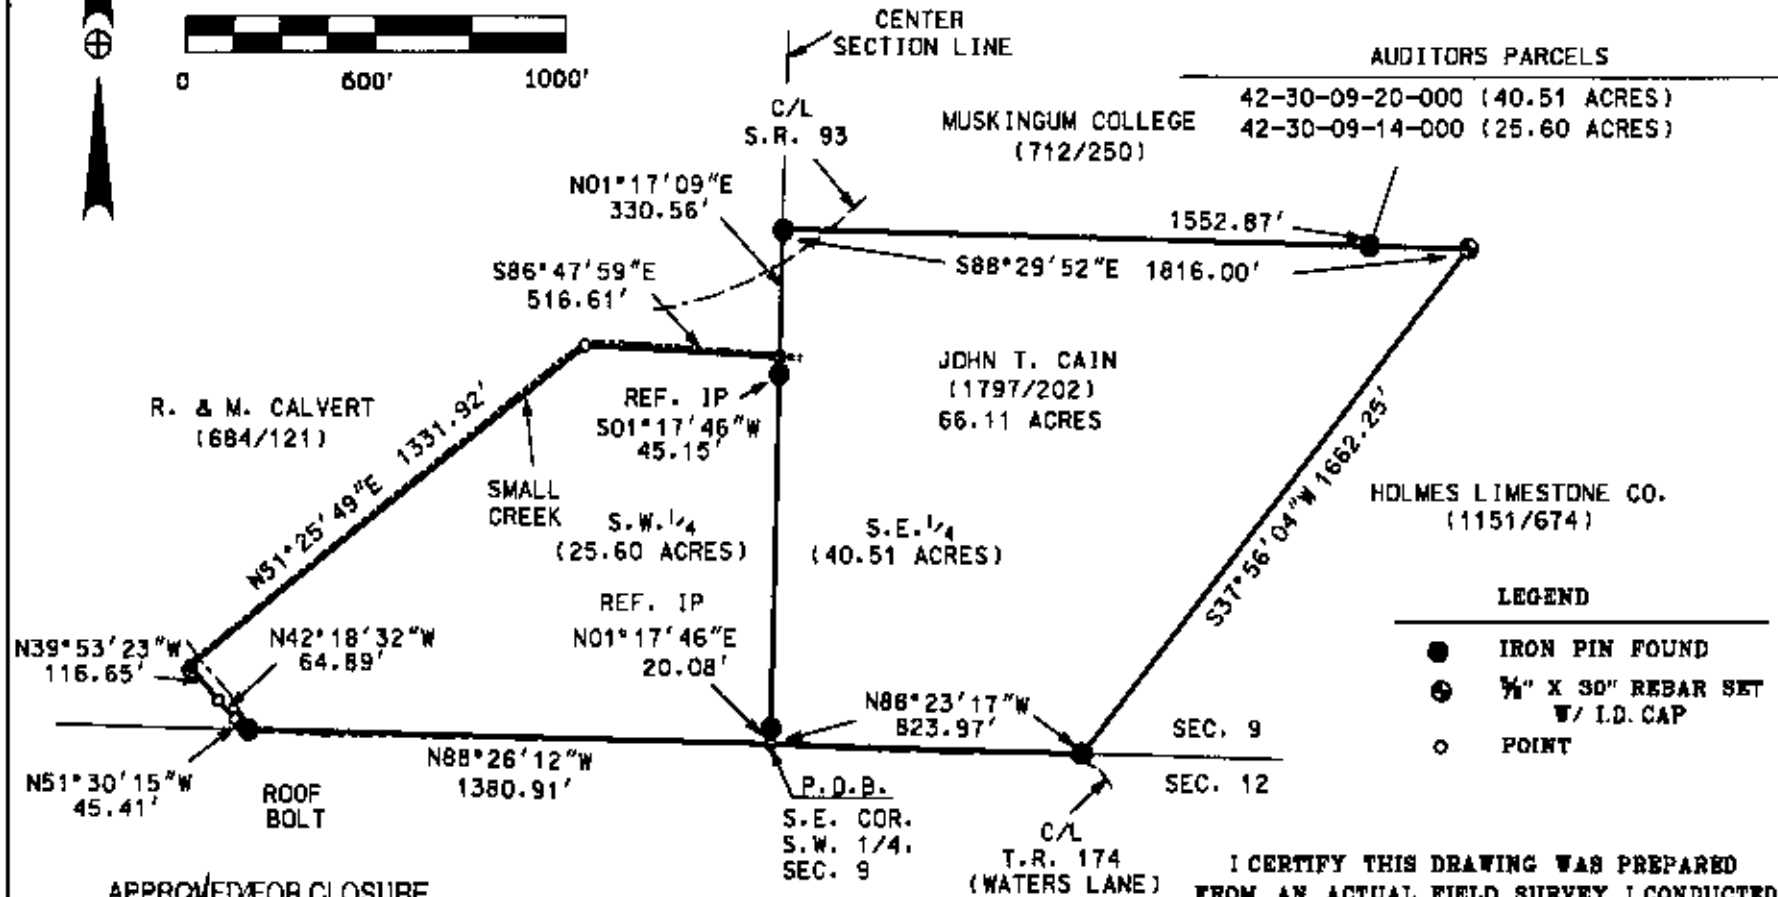 0 600' 1000'
CENTER
SECTION LINE
AUDITORS PARCELS
42-30-09-20-000 (40.51 ACRES)
42-30-09-14-000 (25.60 ACRES)
C/L
S.R. 93
MUSKINGUM COLLEGE
(712/250)
N01°17'09"E
330.56'
1552.87'
S88°29'52"E 1816.00'
S86°47'59"E
516.61'
JOHN T. CAIN
(1797/202)
66.11 ACRES
R. & M. CALVERT
(684/121)
N51°25'49"E 1331.92'
REF. IP
S01°17'46"W
45.15'
SMALL
CREEK
S.W.1/4
(25.60 ACRES)
S.E.1/4
(40.51 ACRES)
S37°56'04"W 1662.25'
HOLMES LIMESTONE CO.
(1151/674)
LEGEND
IRON PIN FOUND
5/8" X 30" REBAR SET
W/ I.D. CAP
POINT
REF. IP
N01°17'46"E
20.08'
N39°53'23"W
116.65'
N42°18'32"W
64.89'
N86°23'17"W
823.97'
SEC. 9
SEC. 12
N51°30'15"W
45.41'
ROOF
BOLT
N88°26'12"W
1380.91'
P.O.B.
S.E. COR.
S.W. 1/4.
SEC. 9
C/L
T.R. 174
(WATERS LANE)
APPROVED FOR CLOSURE
I CERTIFY THIS DRAWING WAS PREPARED
FROM AN ACTUAL FIELD SURVEY I CONDUCTED